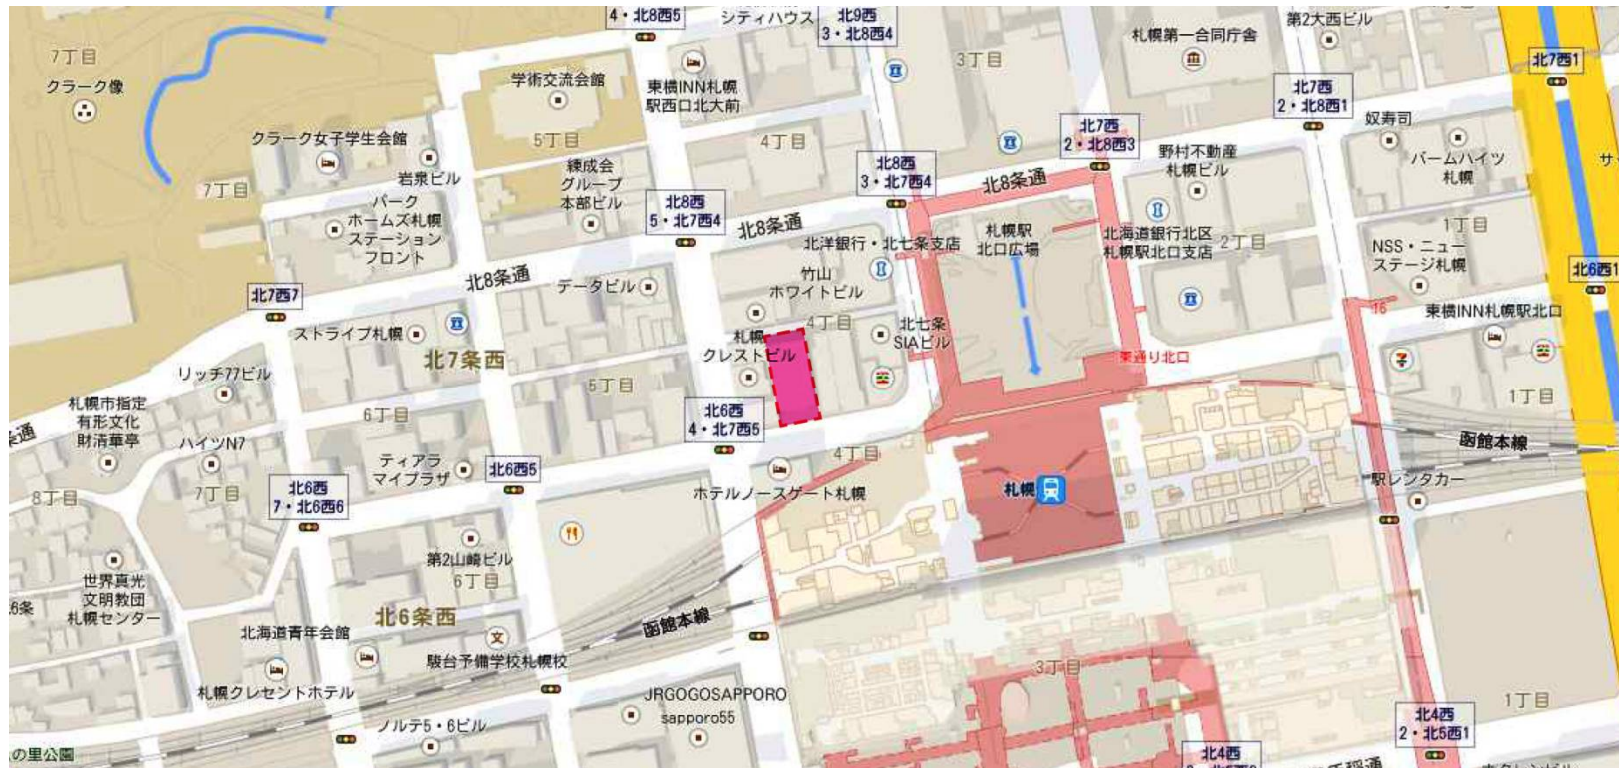 4・北8西5
シティハウス
北9西
3・北8西4
3丁目
札幌第一合同庁舎
第2大西ビル
北7西1
7丁目
クラーク像
学術交流会館
東横INN札幌
駅西口北大前
北7西
2・北8西1
奴寿司
クラーク女子学生会館
5丁目
4丁目
北7西
2・北8西3
野村不動産
札幌ビル
パームハイツ
札幌
サ
岩泉ビル
7丁目
練成会
グループ
本部ビル
北8西
3・北7西4
北8条通
パーク
ホームズ札幌
ステーション
フロント
北8西
5・北7西4
北8条通
北洋銀行・北七条支店
札幌駅
北口広場
北海道銀行北区
札幌駅北口支店
2丁目
1丁目
NSS・ニュー
ステージ札幌
北6西1
北8条通
データビル
竹山
ホワイトビル
北7西7
ストライプ札幌
北7条西
札幌
クレストビル
4丁目
北七条
SIAビル
16
東横INN札幌駅北口
東通り北口
リッチ77ビル
5丁目
1丁目
札幌市指定
有形文化
財清華亭
6丁目
条通
北6西
4・北7西5
函館本線
ハイツN7
ティアラ
マイプラザ
北6西5
4丁目
8丁目
7丁目
北6西
7・北6西6
ホテルノースゲート札幌
札幌
駅レンタカー
第2山崎ビル
6丁目
世界真光
文明教団
札幌センター
6条
北6条西
函館本線
北海道青年会館
駿台予備学校札幌校
3丁目
札幌クレセントホテル
JRGOGOSAPPORO
sapporo55
ノルテ5・6ビル
1丁目
北4西
2・北5西1
の里公園
北4西